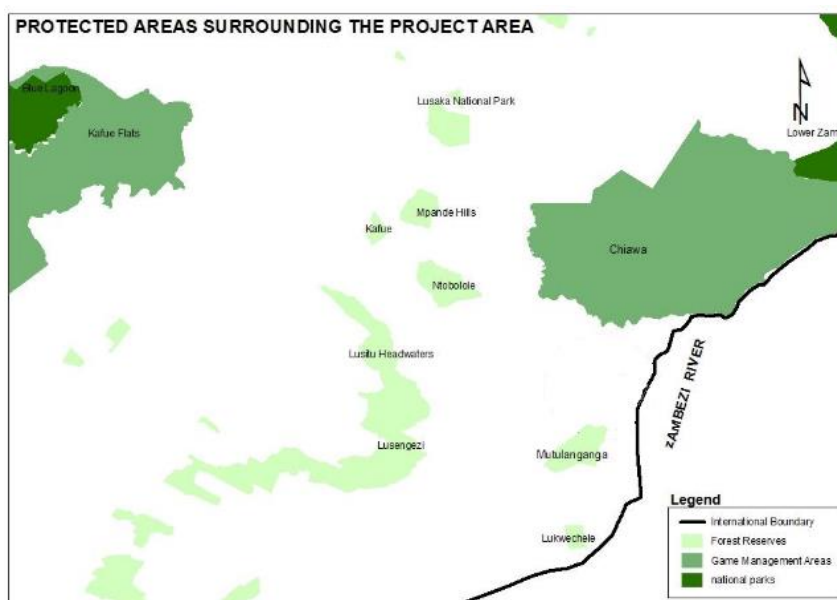 PROTECTED AREAS SURROUNDING THE PROJECT AREA
Blue Lagoon
Kafue Flats
Lusaka National Park
N
Lower Zam
Mpande Hills
Kafue
Chiawa
Ntobolole
Lusitu Headwaters
ZAMBEZI RIVER
Lusengezi
Mutulanganga
Lukwechele
Legend
International Boundary
Forest Reserves
Game Management Areas
national parks